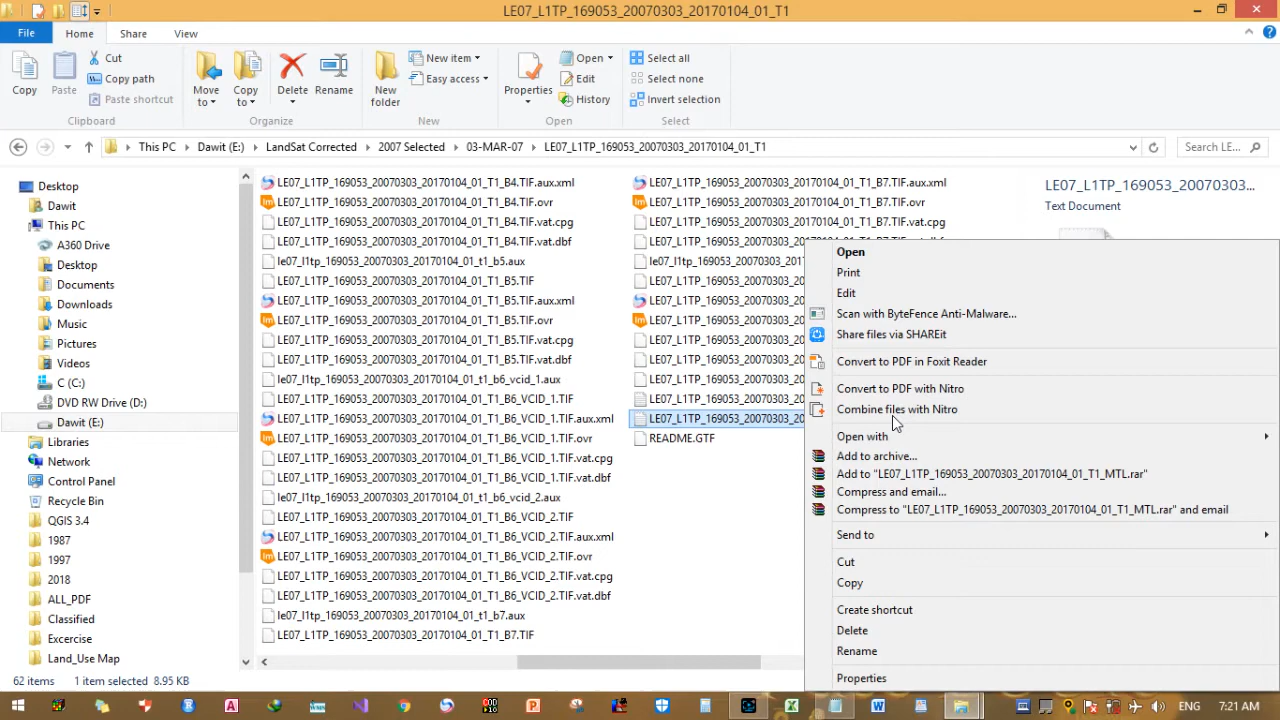 LE07_L1TP_169053_20070303_20170104_01_T1
File
Home
Share
View
Copy
Paste
Cut
Copy path
Paste shortcut
Clipboard
Move to
Copy to
Delete
Rename
Organize
New folder
New item
Easy access
New
Properties
Open
Edit
History
Open
Select all
Select none
Invert selection
Select
This PC
Dawit (E:)
LandSat Corrected
2007 Selected
03-MAR-07
LE07_L1TP_169053_20070303_20170104_01_T1
Search LE...
Desktop
Dawit
This PC
A360 Drive
Desktop
Documents
Downloads
Music
Pictures
Videos
C (C:)
DVD RW Drive (D:)
Dawit (E:)
Libraries
Network
Control Panel
Recycle Bin
QGIS 3.4
1987
1997
2018
ALL_PDF
Classified
Excercise
Land_Use Map
LE07_L1TP_169053_20070303_20170104_01_T1_B4.TIF.aux.xml
LE07_L1TP_169053_20070303_20170104_01_T1_B4.TIF.ovr
LE07_L1TP_169053_20070303_20170104_01_T1_B4.TIF.vat.cpg
LE07_L1TP_169053_20070303_20170104_01_T1_B4.TIF.vat.dbf
le07_l1tp_169053_20070303_20170104_01_t1_b5.aux
LE07_L1TP_169053_20070303_20170104_01_T1_B5.TIF
LE07_L1TP_169053_20070303_20170104_01_T1_B5.TIF.aux.xml
LE07_L1TP_169053_20070303_20170104_01_T1_B5.TIF.ovr
LE07_L1TP_169053_20070303_20170104_01_T1_B5.TIF.vat.cpg
LE07_L1TP_169053_20070303_20170104_01_T1_B5.TIF.vat.dbf
le07_l1tp_169053_20070303_20170104_01_t1_b6_vcid_1.aux
LE07_L1TP_169053_20070303_20170104_01_T1_B6_VCID_1.TIF
LE07_L1TP_169053_20070303_20170104_01_T1_B6_VCID_1.TIF.aux.xml
LE07_L1TP_169053_20070303_20170104_01_T1_B6_VCID_1.TIF.ovr
LE07_L1TP_169053_20070303_20170104_01_T1_B6_VCID_1.TIF.vat.cpg
LE07_L1TP_169053_20070303_20170104_01_T1_B6_VCID_1.TIF.vat.dbf
le07_l1tp_169053_20070303_20170104_01_t1_b6_vcid_2.aux
LE07_L1TP_169053_20070303_20170104_01_T1_B6_VCID_2.TIF
LE07_L1TP_169053_20070303_20170104_01_T1_B6_VCID_2.TIF.aux.xml
LE07_L1TP_169053_20070303_20170104_01_T1_B6_VCID_2.TIF.ovr
LE07_L1TP_169053_20070303_20170104_01_T1_B6_VCID_2.TIF.vat.cpg
LE07_L1TP_169053_20070303_20170104_01_T1_B6_VCID_2.TIF.vat.dbf
le07_l1tp_169053_20070303_20170104_01_t1_b7.aux
LE07_L1TP_169053_20070303_20170104_01_T1_B7.TIF
LE07_L1TP_169053_20070303_20170104_01_T1_B7.TIF.aux.xml
LE07_L1TP_169053_20070303_20170104_01_T1_B7.TIF.ovr
LE07_L1TP_169053_20070303_20170104_01_T1_B7.TIF.vat.cpg
LE07_L1TP_169053_20070303_20
le07_l1tp_169053_20070303_201
LE07_L1TP_169053_20070303_20
LE07_L1TP_169053_20070303_20
LE07_L1TP_169053_20070303_20
LE07_L1TP_169053_20070303_20
LE07_L1TP_169053_20070303_20
LE07_L1TP_169053_20070303_20
LE07_L1TP_169053_20070303_20
LE07_L1TP_169053_20070303_20
README.GTF
LE07_L1TP_169053_20070303...
Text Document
Open
Print
Edit
Scan with ByteFence Anti-Malware...
Share files via SHAREit
Convert to PDF in Foxit Reader
Convert to PDF with Nitro
Combine files with Nitro
Open with
Add to archive...
Add to "LE07_L1TP_169053_20070303_20170104_01_T1_MTL.rar"
Compress and email...
Compress to "LE07_L1TP_169053_20070303_20170104_01_T1_MTL.rar" and email
Send to
Cut
Copy
Create shortcut
Delete
Rename
Properties
62 items
1 item selected 8.95 KB
ENG
7:21 AM